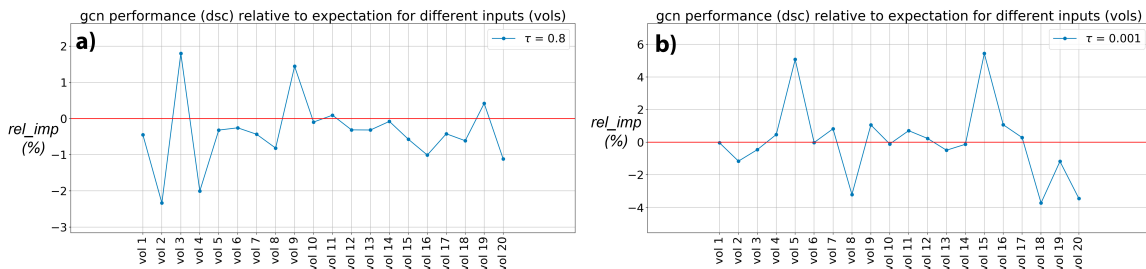 gcn performance (dsc) relative to expectation for different inputs (vols)
a)
τ = 0.8
2
1
0
−1
−2
−3
rel_imp
(%)
vol 1
vol 2
vol 3
vol 4
vol 5
vol 6
vol 7
vol 8
vol 9
vol 10
vol 11
vol 12
vol 13
vol 14
vol 15
vol 16
vol 17
vol 18
vol 19
vol 20
gcn performance (dsc) relative to expectation for different inputs (vols)
b)
τ = 0.001
6
4
2
0
−2
−4
rel_imp
(%)
vol 1
vol 2
vol 3
vol 4
vol 5
vol 6
vol 7
vol 8
vol 9
vol 10
vol 11
vol 12
vol 13
vol 14
vol 15
vol 16
vol 17
vol 18
vol 19
vol 20